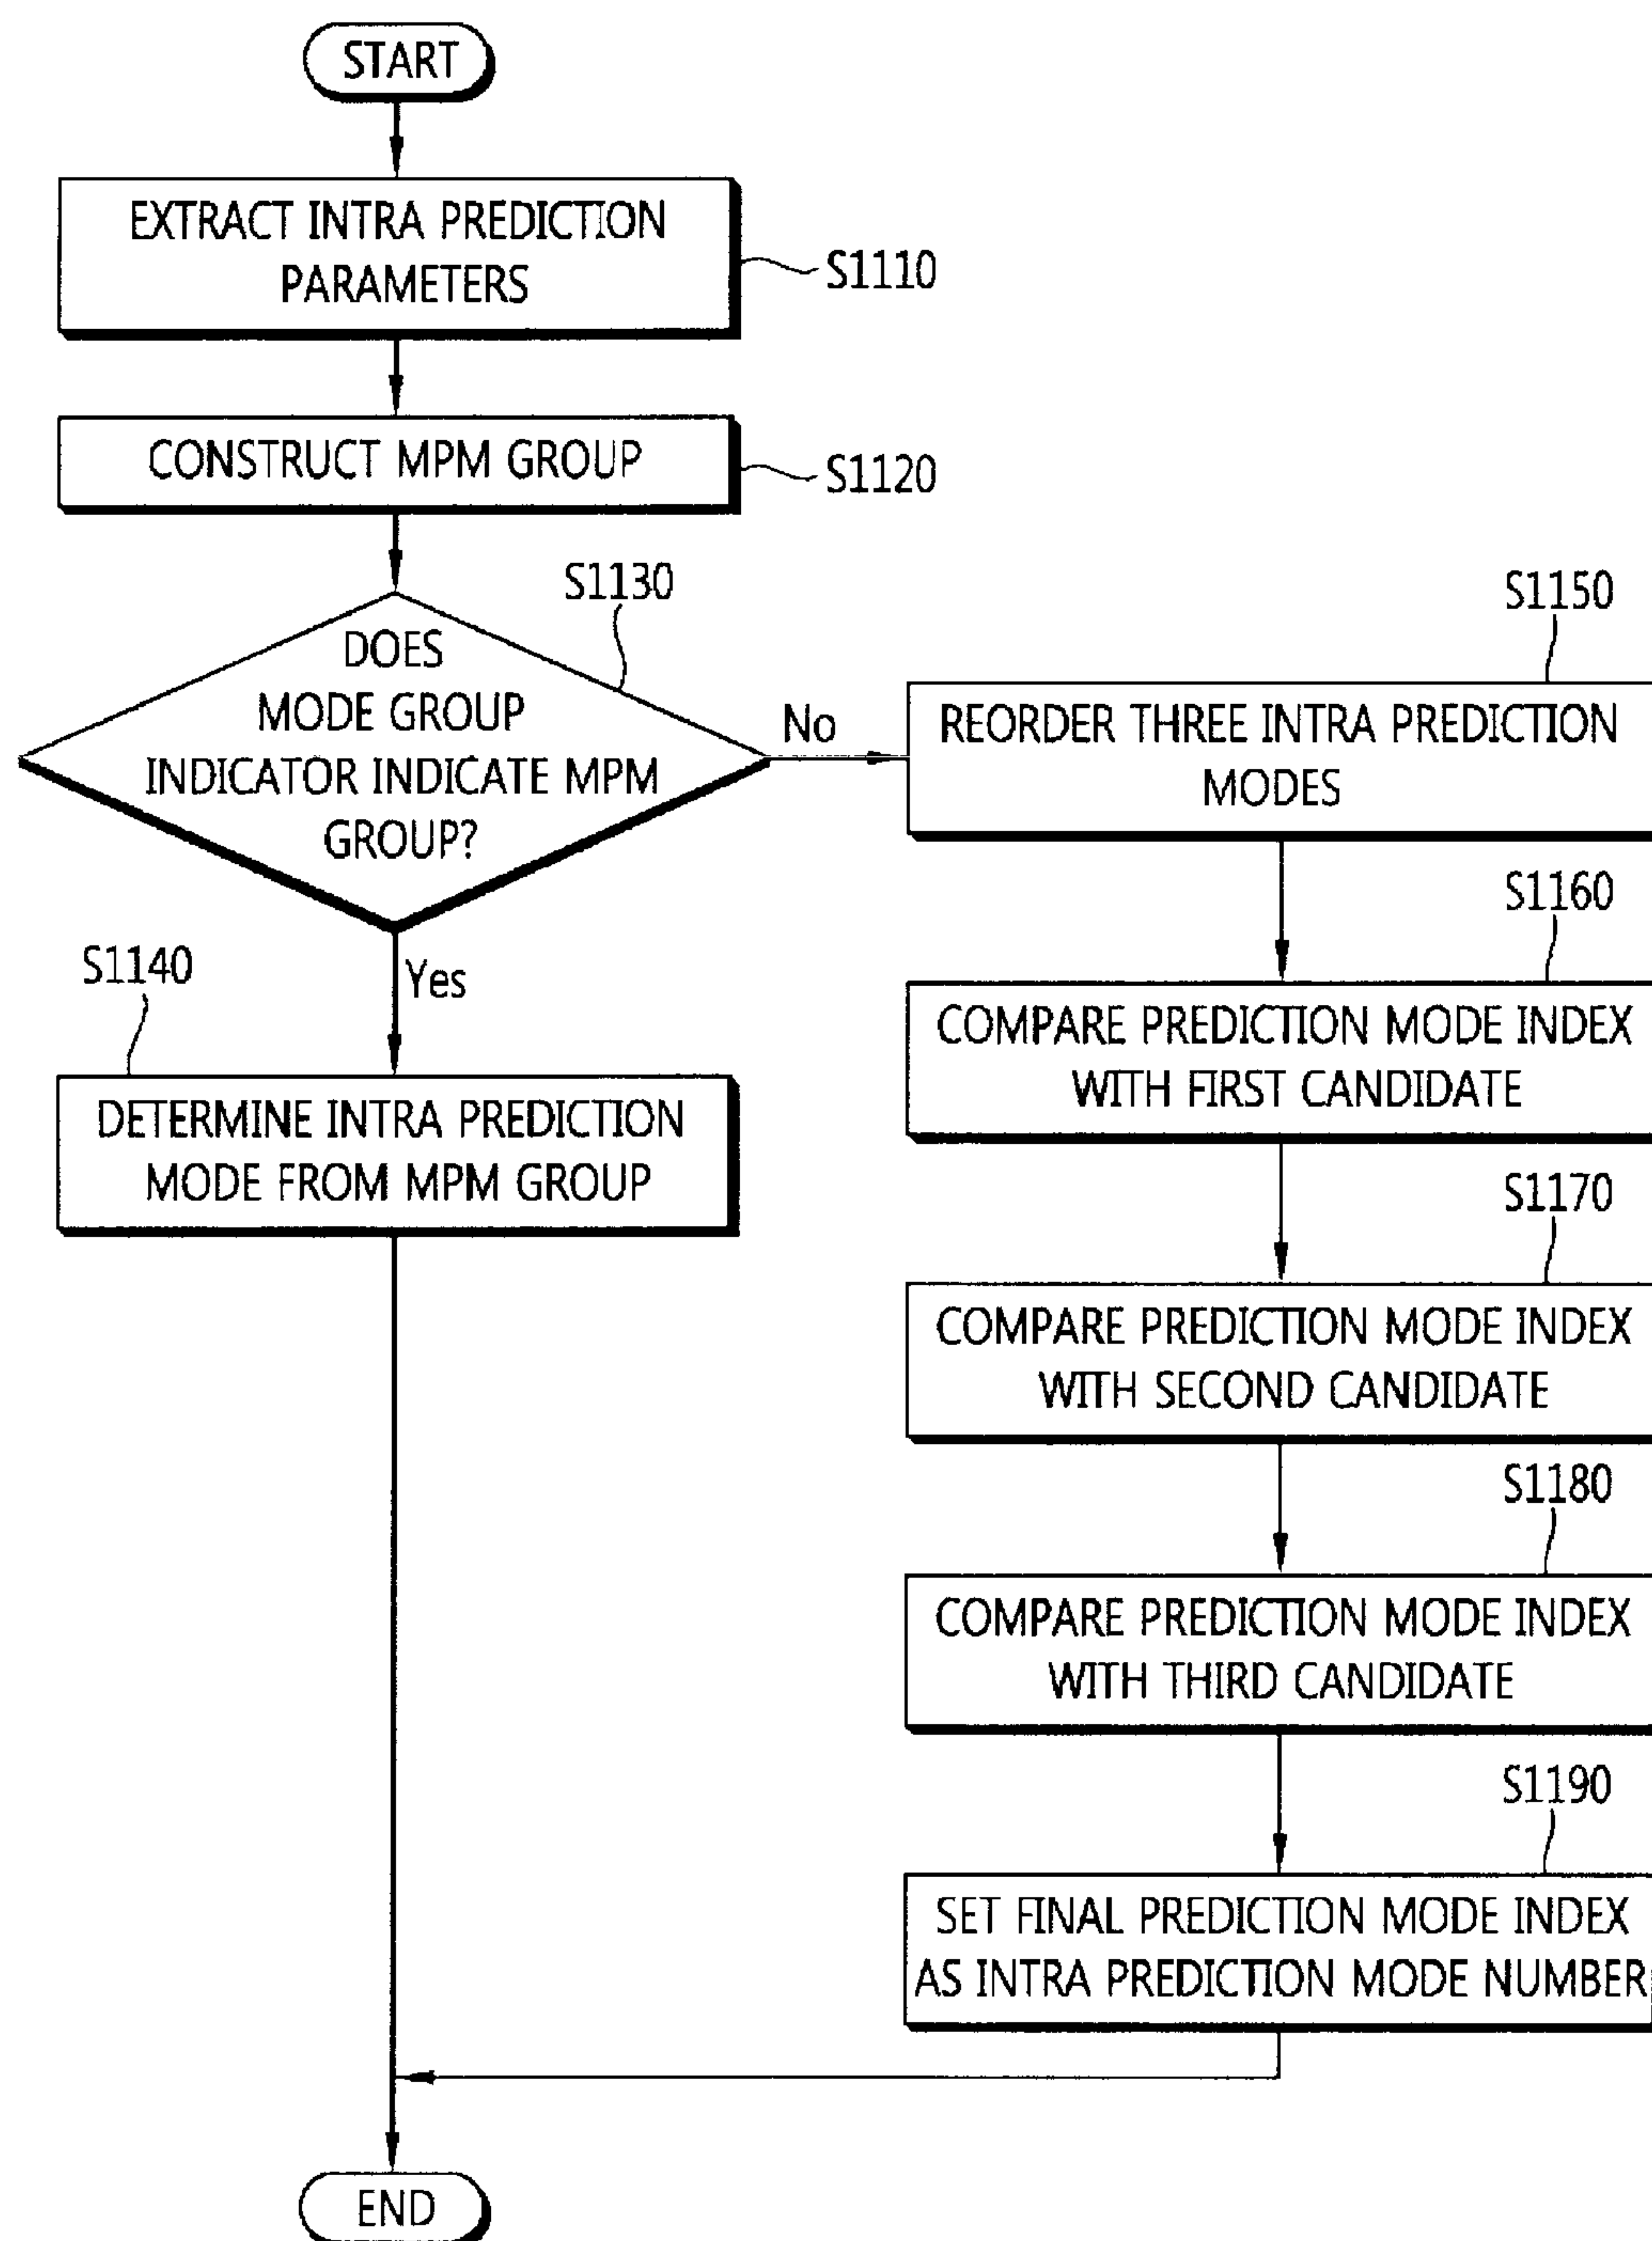 START
EXTRACT INTRA PREDICTION
PARAMETERS
S1110
CONSTRUCT MPM GROUP
S1120
S1130
DOES
MODE GROUP
INDICATOR INDICATE MPM
GROUP?
No
Yes
S1140
DETERMINE INTRA PREDICTION
MODE FROM MPM GROUP
S1150
REORDER THREE INTRA PREDICTION
MODES
S1160
COMPARE PREDICTION MODE INDEX
WITH FIRST CANDIDATE
S1170
COMPARE PREDICTION MODE INDEX
WITH SECOND CANDIDATE
S1180
COMPARE PREDICTION MODE INDEX
WITH THIRD CANDIDATE
S1190
SET FINAL PREDICTION MODE INDEX
AS INTRA PREDICTION MODE NUMBER
END